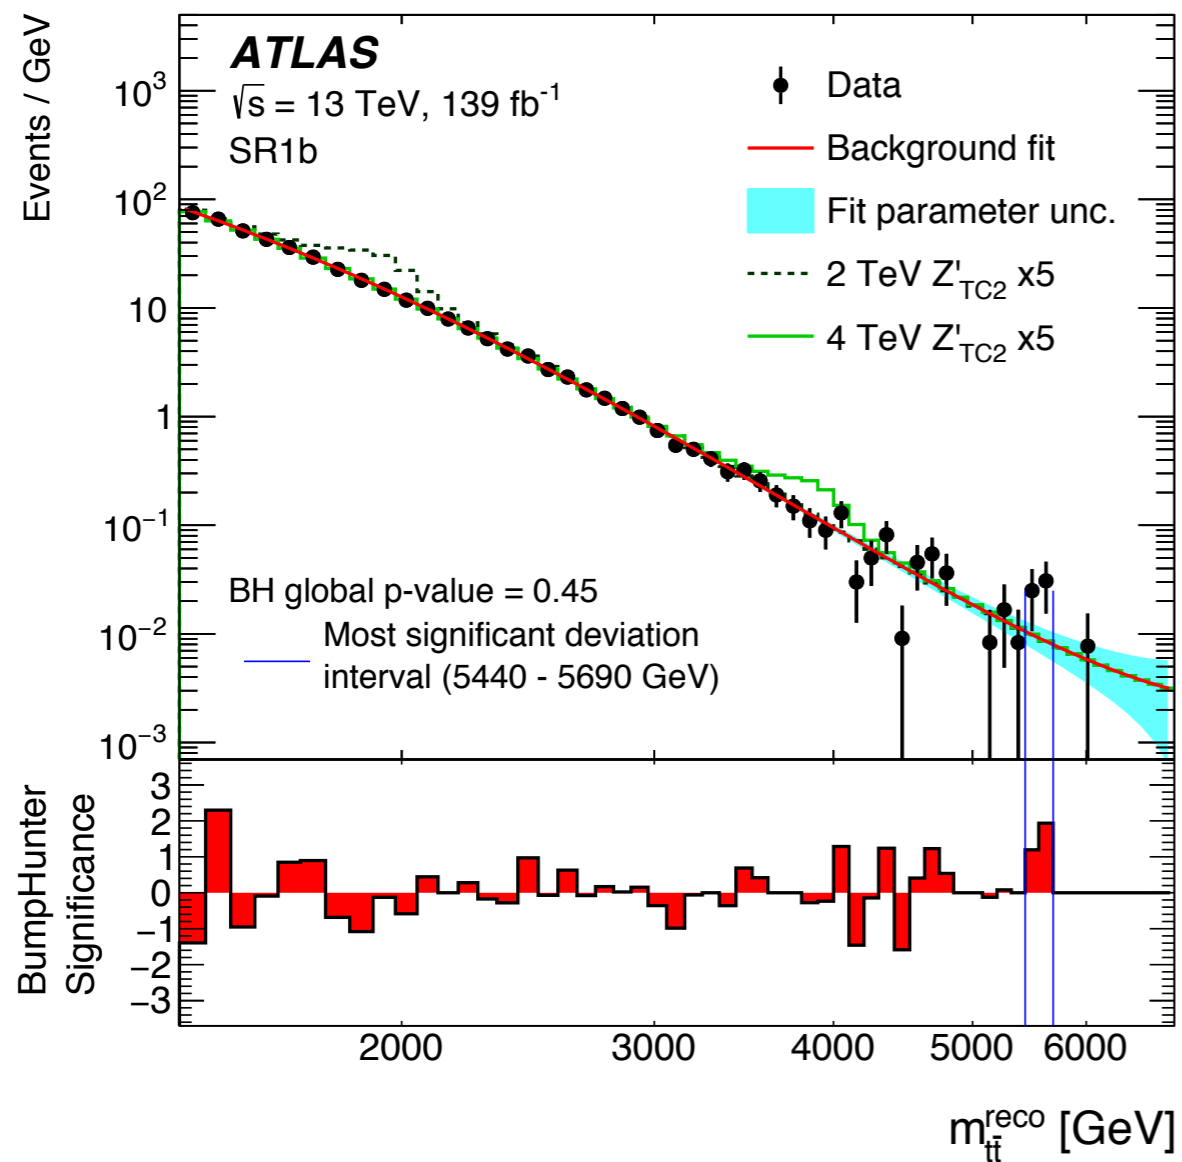 Events / GeV
10³
10²
10
1
10⁻¹
10⁻²
10⁻³
ATLAS
√s = 13 TeV, 139 fb⁻¹
SR1b
Data
Background fit
Fit parameter unc.
2 TeV Z'TC2 x5
4 TeV Z'TC2 x5
BH global p-value = 0.45
Most significant deviation
interval (5440 - 5690 GeV)
BumpHunter
Significance
3
2
1
0
−1
−2
−3
2000 3000 4000 5000 6000
m_tt̄^reco [GeV]